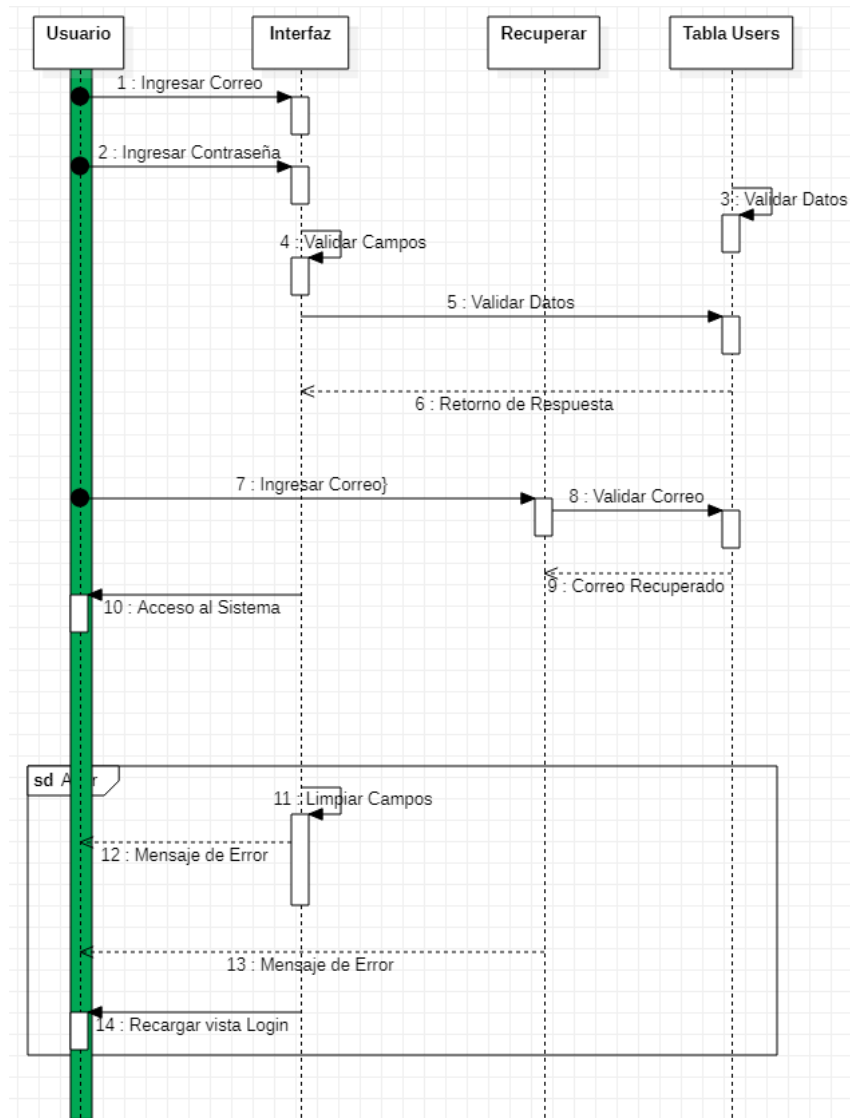 Usuario
Interfaz
Recuperar
Tabla Users
1 : Ingresar Correo
2 : Ingresar Contraseña
3 : Validar Datos
4 : Validar Campos
5 : Validar Datos
6 : Retorno de Respuesta
7 : Ingresar Correo}
8 : Validar Correo
9 : Correo Recuperado
10 : Acceso al Sistema
sd
11 : Limpiar Campos
12 : Mensaje de Error
13 : Mensaje de Error
14 : Recargar vista Login